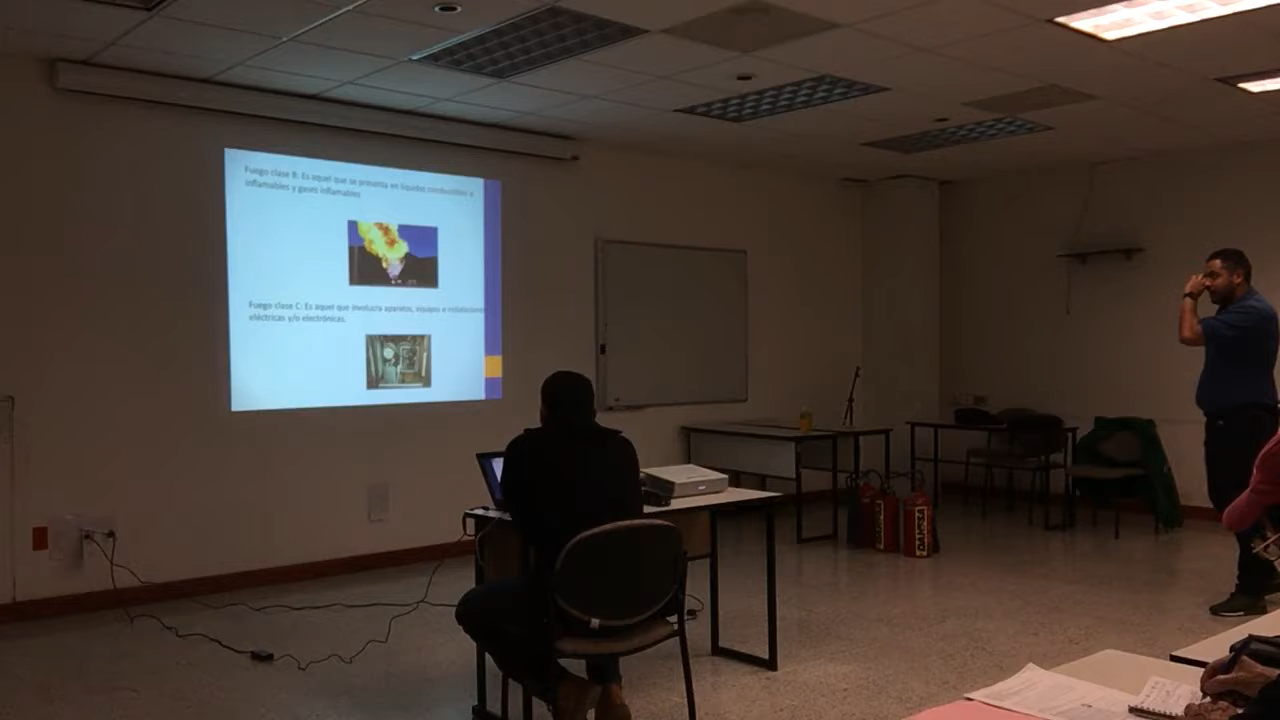 Fuego clase B: Es aquel que se presenta en líquidos combustibles e
inflamables y gases inflamables
Fuego clase C: Es aquel que involucra aparatos, equipos e instalaciones
eléctricas y/o electrónicas.